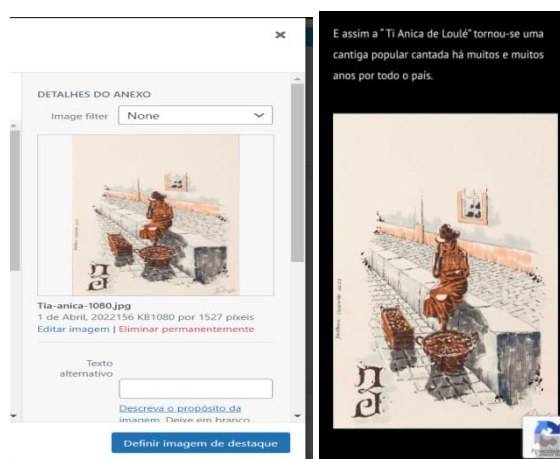 DETALHES DO ANEXO
Image filter None
Tia-anica-1080.jpg
1 de Abril, 2022156 KB1080 por 1527 píxeis
Editar imagem | Eliminar permanentemente
Texto
alternativo
Descreva o propósito da
imagem. Deixe em branco
Definir imagem de destaque
E assim a “Ti Anica de Loulé” tornou-se uma
cantiga popular cantada há muitos e muitos
anos por todo o país.